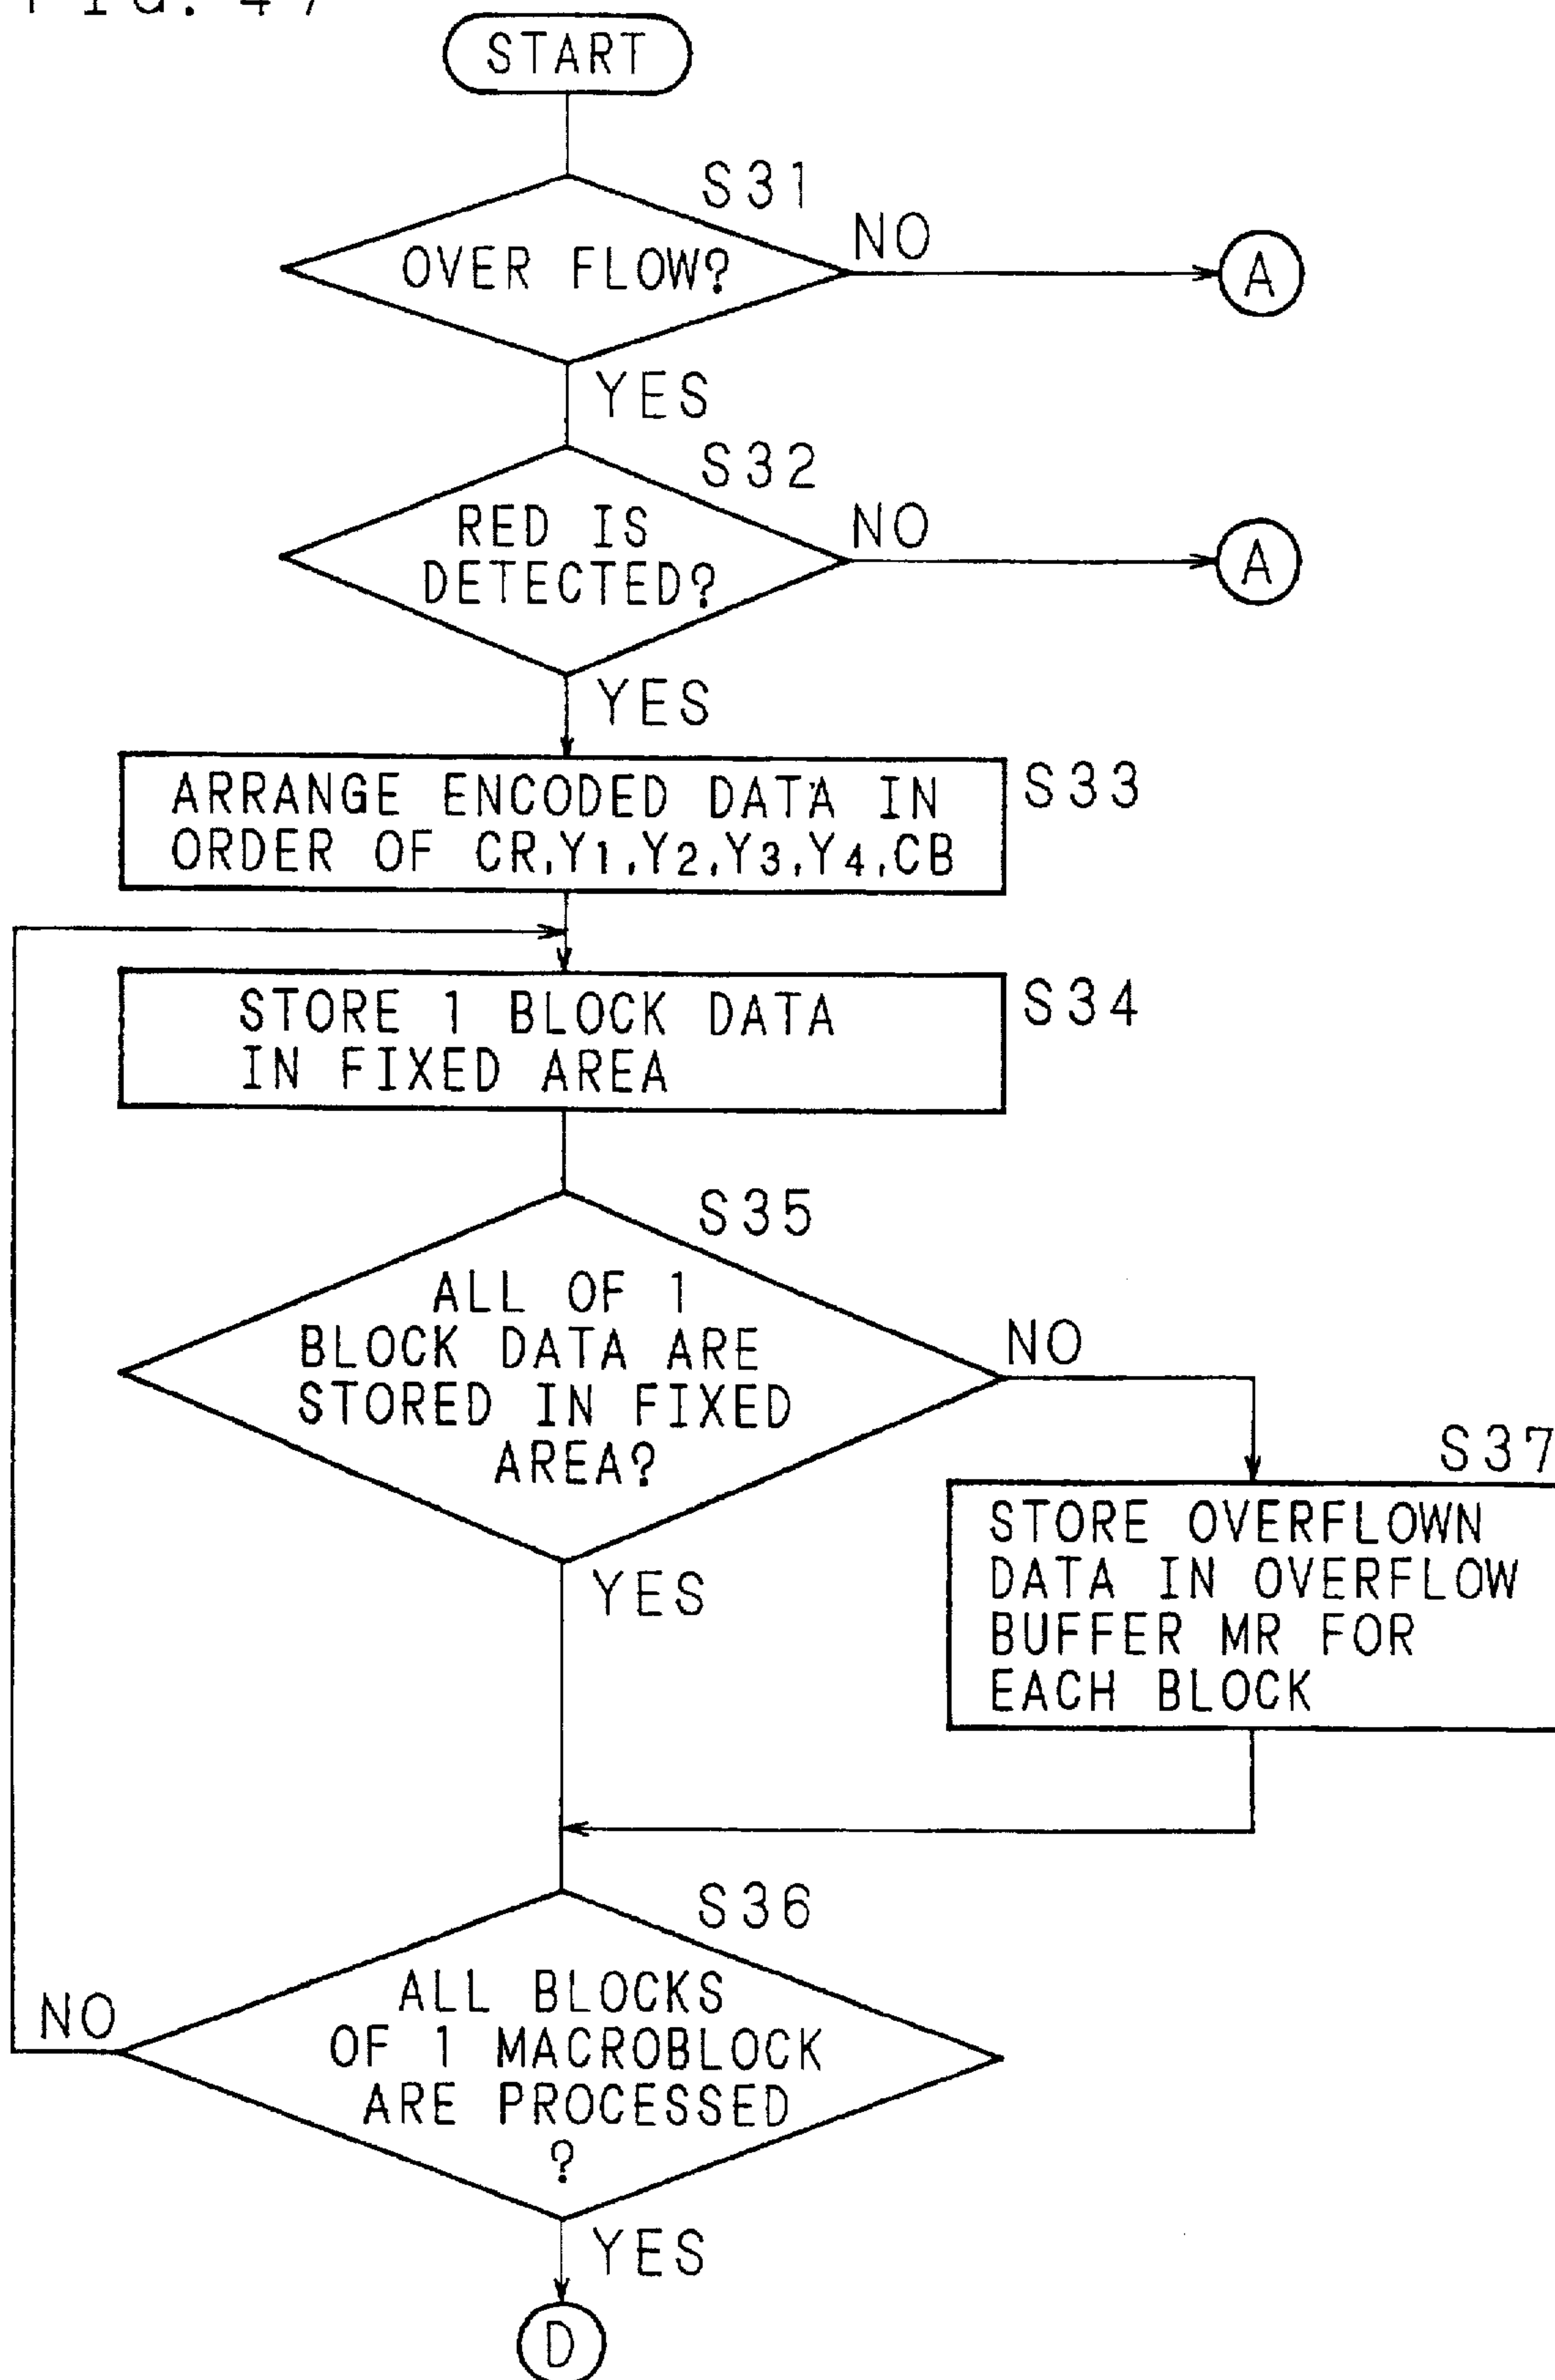 Fig. 47
START
S31
OVER FLOW?
NO
A
YES
S32
RED IS
DETECTED?
NO
A
YES
ARRANGE ENCODED DATA IN
ORDER OF CR,Y1,Y2,Y3,Y4,CB
S33
STORE 1 BLOCK DATA
IN FIXED AREA
S34
S35
ALL OF 1
BLOCK DATA ARE
STORED IN FIXED
AREA?
NO
S37
STORE OVERFLOWN
DATA IN OVERFLOW
BUFFER MR FOR
EACH BLOCK
YES
S36
ALL BLOCKS
OF 1 MACROBLOCK
ARE PROCESSED
?
NO
YES
D